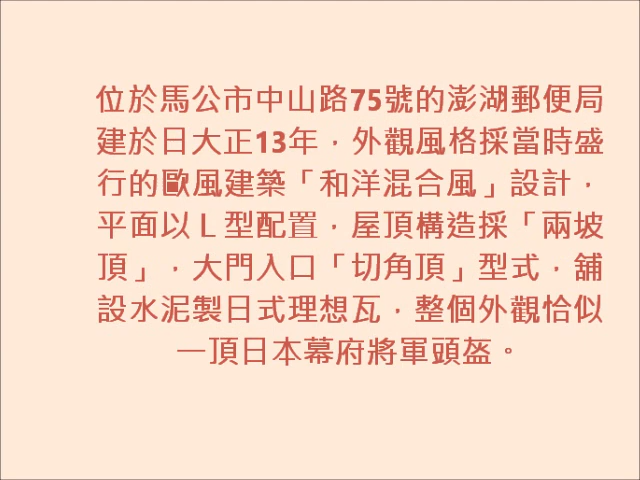 位於馬公市中山路75號的澎湖郵便局
建於日大正13年，外觀風格採當時盛
行的歐風建築「和洋混合風」設計，
平面以Ｌ型配置，屋頂構造採「兩坡
頂」，大門入口「切角頂」型式，舖
設水泥製日式理想瓦，整個外觀恰似
一頂日本幕府將軍頭盔。